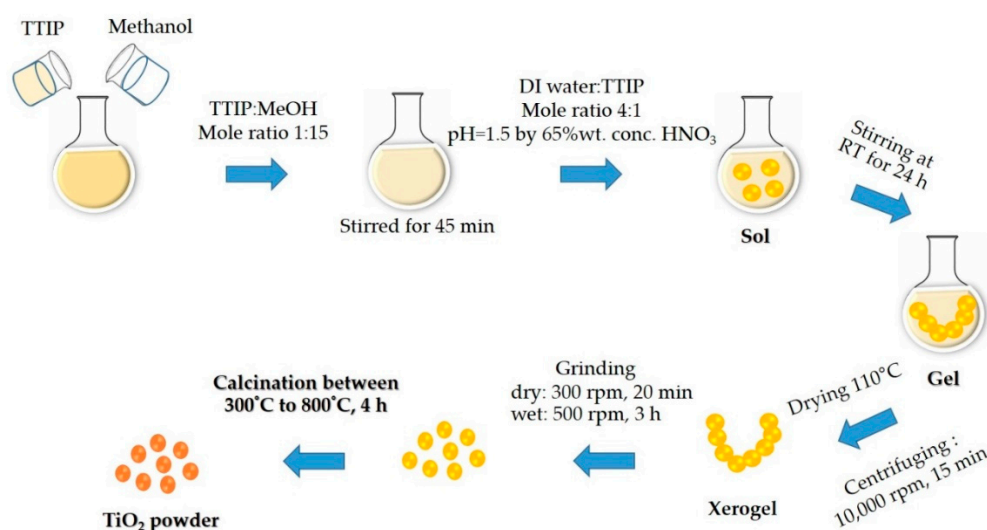 TTIP
Methanol
TTIP:MeOH
Mole ratio 1:15
Stirred for 45 min
DI water:TTIP
Mole ratio 4:1
pH=1.5 by 65%wt. conc. HNO₃
Sol
Stirring at
RT for 24 h
Gel
Drying 110°C
Centrifuging :
10,000 rpm, 15 min
Xerogel
Grinding
dry: 300 rpm, 20 min
wet: 500 rpm, 3 h
Calcination between
300°C to 800°C, 4 h
TiO₂ powder